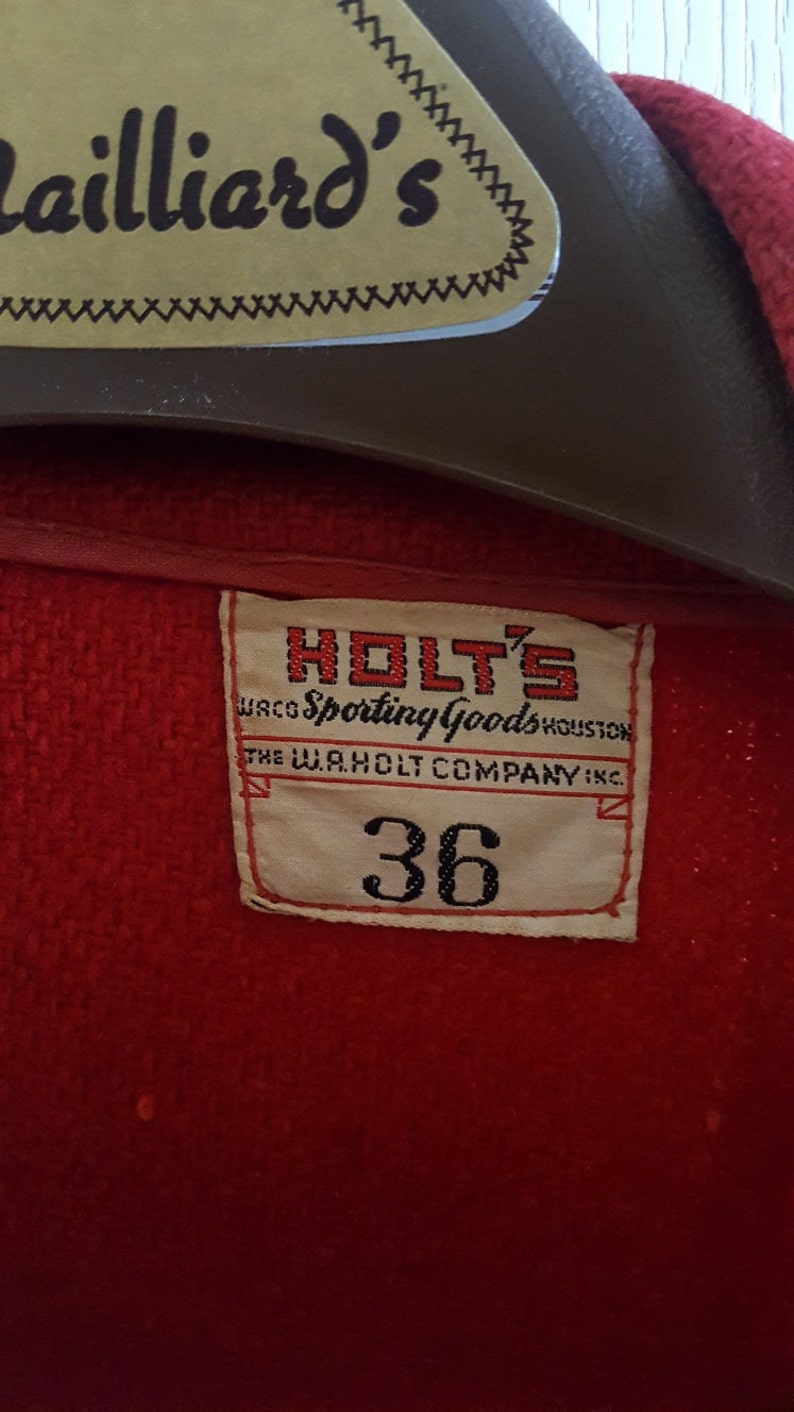 ailliard's
HOLT'S
WACO Sporting Goods HOUSTON
THE W.A. HOLT COMPANY INC.
36